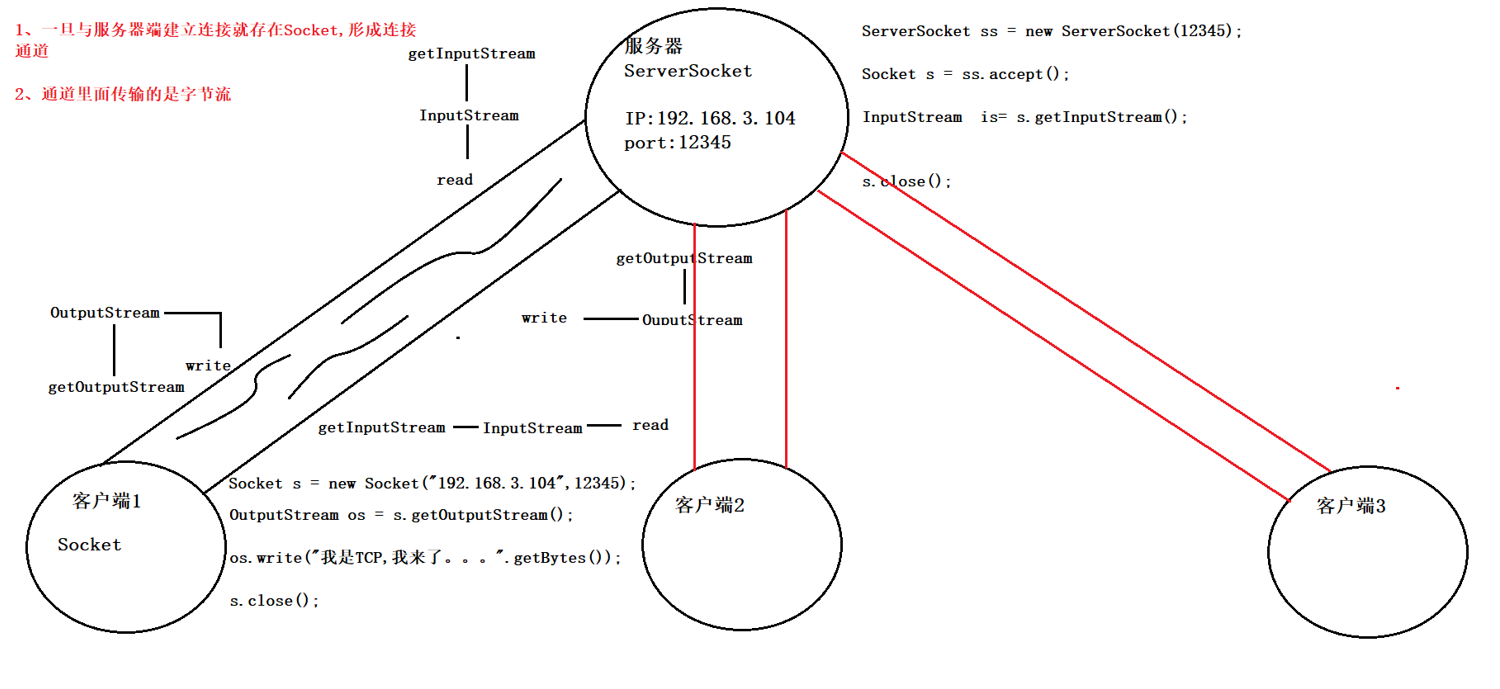 1、一旦与服务器端建立连接就存在Socket,形成连接
通道
2、通道里面传输的是字节流
getInputStream
InputStream
read
服务器
ServerSocket
IP:192.168.3.104
port:12345
ServerSocket ss = new ServerSocket(12345);
Socket s = ss.accept();
InputStream  is= s.getInputStream();
s.close();
OutputStream
write
getOutputStream
getOutputStream
write
OuputStream
getInputStream
InputStream
read
客户端1
Socket
Socket s = new Socket("192.168.3.104",12345);
OutputStream os = s.getOutputStream();
os.write("我是TCP,我来了。。。".getBytes());
s.close();
客户端2
客户端3